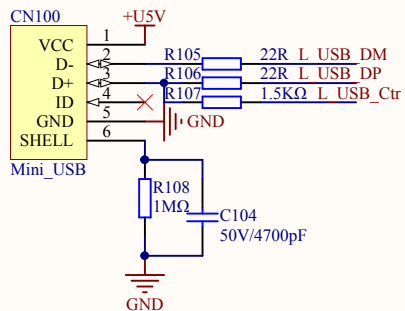 CN100
+U5V
VCC 1
D- 2 R105 22R L_USB_DM
D+ 3 R106 22R L_USB_DP
ID 4 R107 1.5KΩ L_USB_Ctr
GND 5 GND
SHELL 6
Mini_USB
R108
1MΩ
C104
50V/4700pF
GND